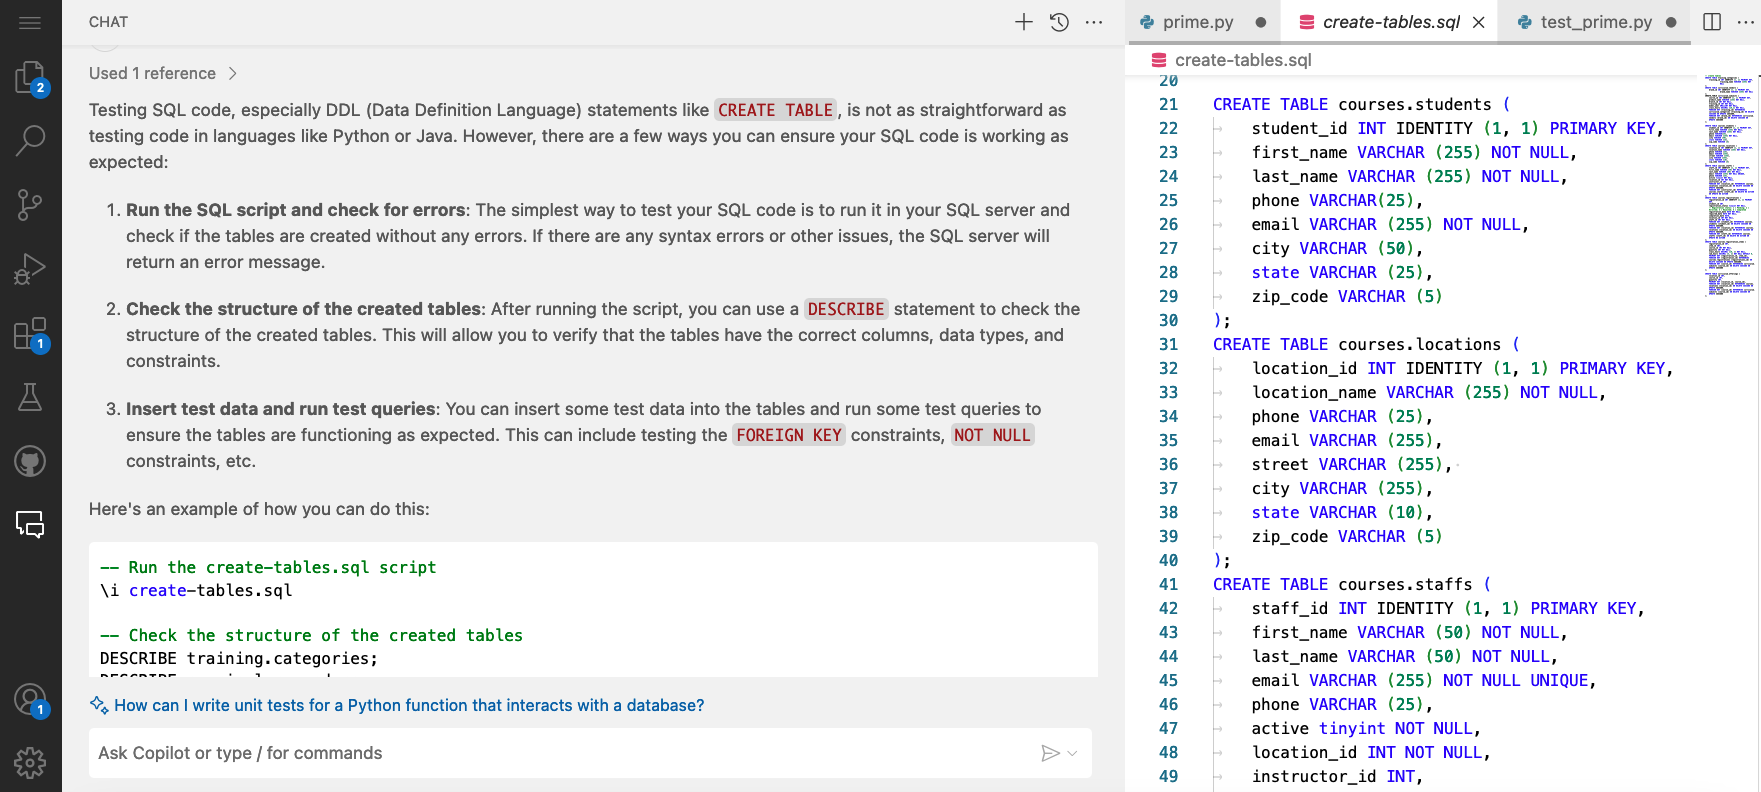 CHAT
Used 1 reference
Testing SQL code, especially DDL (Data Definition Language) statements like CREATE TABLE, is not as straightforward as
testing code in languages like Python or Java. However, there are a few ways you can ensure your SQL code is working as
expected:
1. Run the SQL script and check for errors: The simplest way to test your SQL code is to run it in your SQL server and
check if the tables are created without any errors. If there are any syntax errors or other issues, the SQL server will
return an error message.
2. Check the structure of the created tables: After running the script, you can use a DESCRIBE statement to check the
structure of the created tables. This will allow you to verify that the tables have the correct columns, data types, and
constraints.
3. Insert test data and run test queries: You can insert some test data into the tables and run some test queries to
ensure the tables are functioning as expected. This can include testing the FOREIGN KEY constraints, NOT NULL
constraints, etc.
Here's an example of how you can do this:
-- Run the create-tables.sql script
\i create-tables.sql
-- Check the structure of the created tables
DESCRIBE training.categories;
How can I write unit tests for a Python function that interacts with a database?
Ask Copilot or type / for commands
2
1
1
prime.py
create-tables.sql
test_prime.py
create-tables.sql
20
21 CREATE TABLE courses.students (
22 student_id INT IDENTITY (1, 1) PRIMARY KEY,
23 first_name VARCHAR (255) NOT NULL,
24 last_name VARCHAR (255) NOT NULL,
25 phone VARCHAR(25),
26 email VARCHAR (255) NOT NULL,
27 city VARCHAR (50),
28 state VARCHAR (25),
29 zip_code VARCHAR (5)
30 );
31 CREATE TABLE courses.locations (
32 location_id INT IDENTITY (1, 1) PRIMARY KEY,
33 location_name VARCHAR (255) NOT NULL,
34 phone VARCHAR (25),
35 email VARCHAR (255),
36 street VARCHAR (255),
37 city VARCHAR (255),
38 state VARCHAR (10),
39 zip_code VARCHAR (5)
40 );
41 CREATE TABLE courses.staffs (
42 staff_id INT IDENTITY (1, 1) PRIMARY KEY,
43 first_name VARCHAR (50) NOT NULL,
44 last_name VARCHAR (50) NOT NULL,
45 email VARCHAR (255) NOT NULL UNIQUE,
46 phone VARCHAR (25),
47 active tinyint NOT NULL,
48 location_id INT NOT NULL,
49 instructor_id INT,